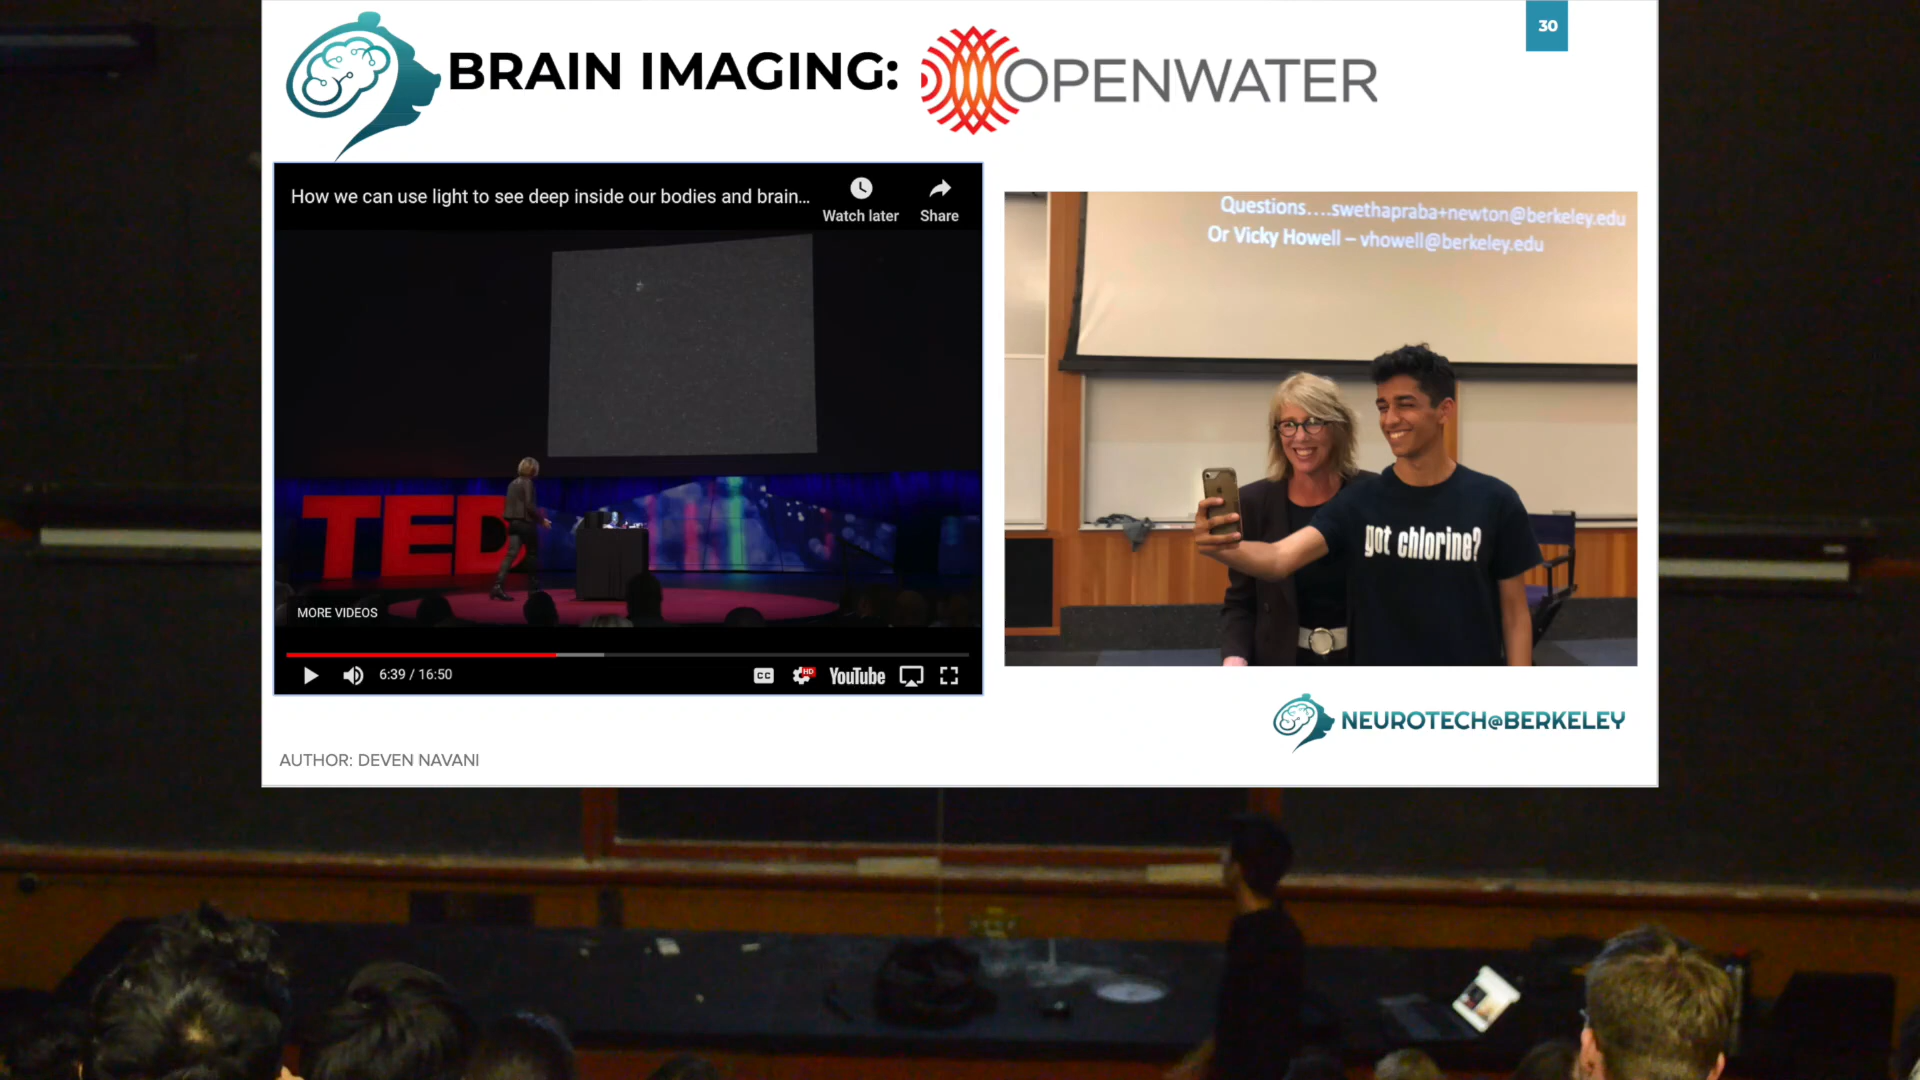 30
BRAIN IMAGING: OPENWATER
How we can use light to see deep inside our bodies and brain...
Watch later
Share
TED
MORE VIDEOS
6:39 / 16:50
CC
HD
YouTube
Questions....swethapraba+newton@berkeley.edu
Or Vicky Howell – vhowell@berkeley.edu
got chlorine?
NEUROTECH@BERKELEY
AUTHOR: DEVEN NAVANI